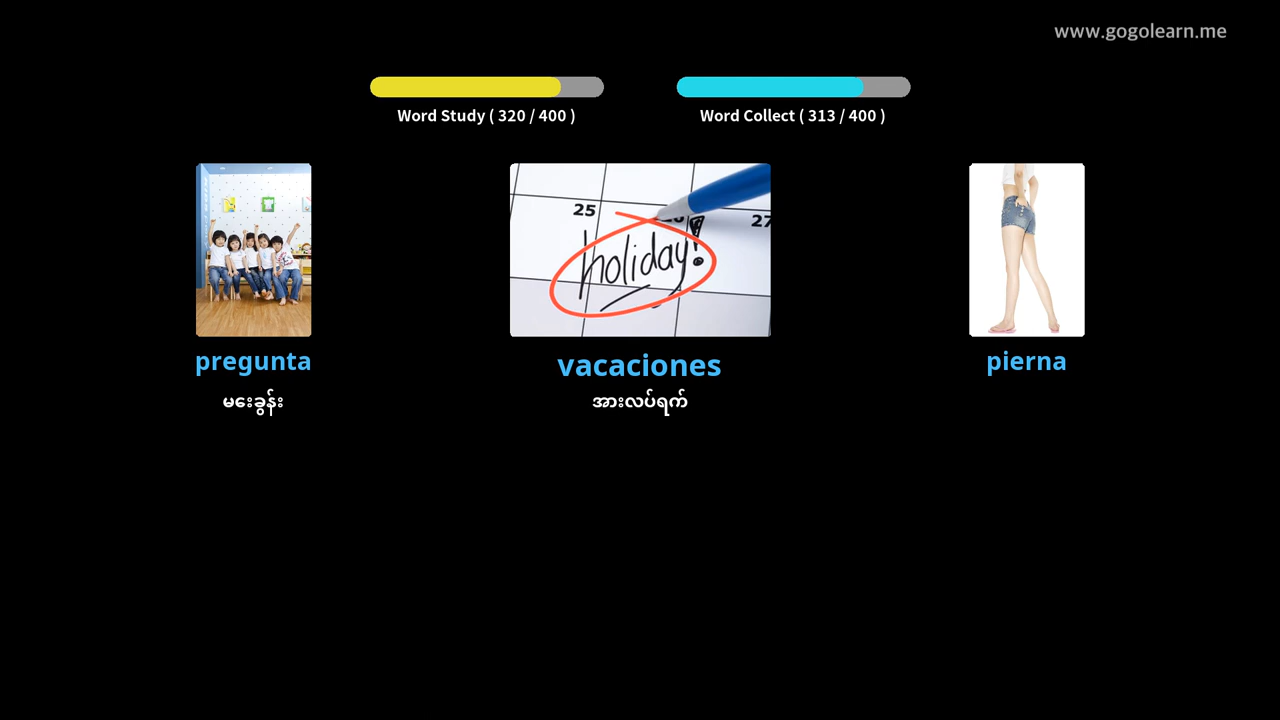 www.gogolearn.me
Word Study ( 320 / 400 )
Word Collect ( 313 / 400 )
25
27
holiday!
pregunta
vacaciones
pierna
မေးခွန်း
အားလပ်ရက်